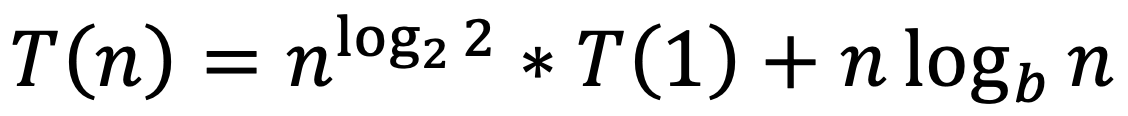 T(n) = n^{log_2 2} * T(1) + n log_b n